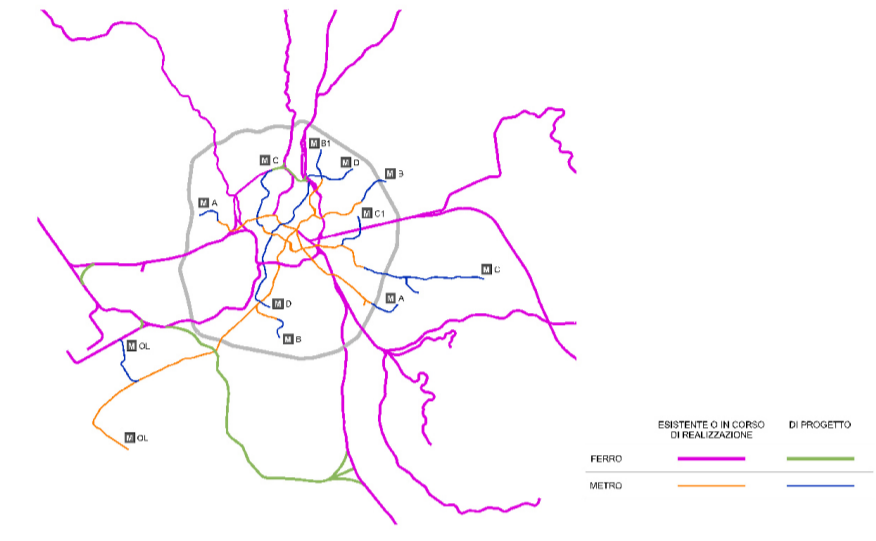 M B1
M C
M D
M B
M A
M C1
M C
M D
M A
M B
M OL
M OL
ESISTENTE O IN CORSO
DI REALIZZAZIONE
DI PROGETTO
FERRO
METRO